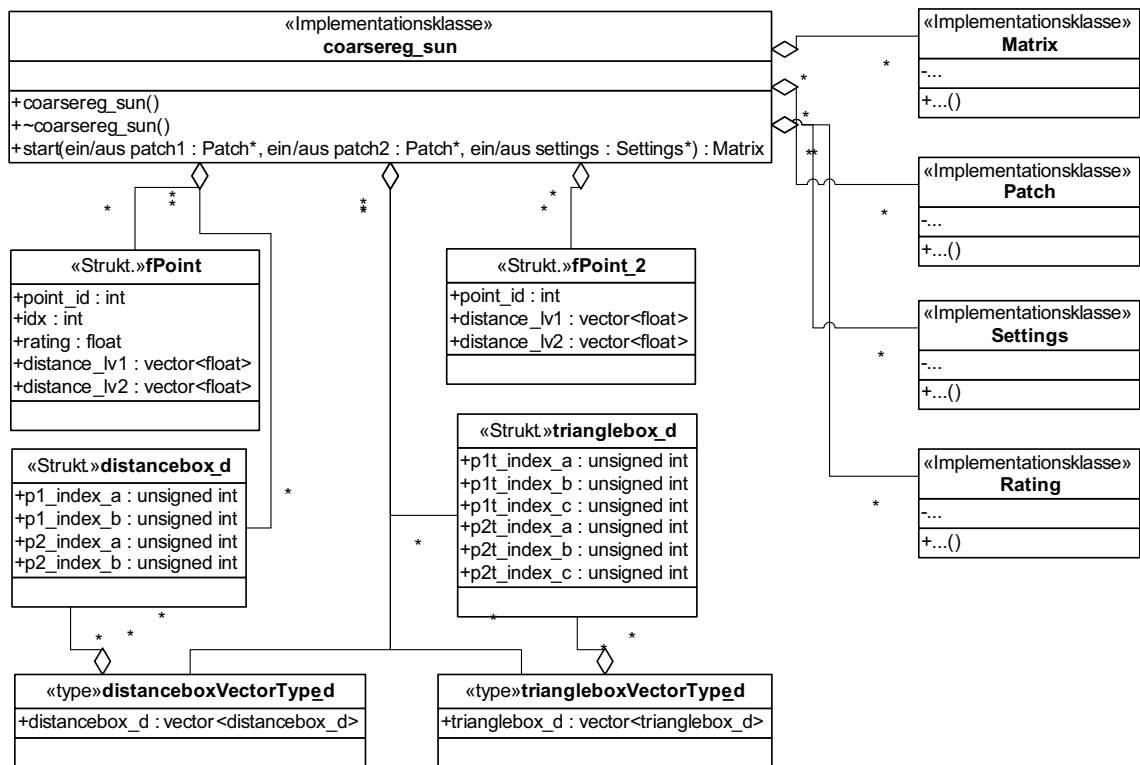 «Implementationsklasse»
coarsereg_sun
+coarsereg_sun()
+~coarsereg_sun()
+start(ein/aus patch1 : Patch*, ein/aus patch2 : Patch*, ein/aus settings : Settings*) : Matrix
«Implementationsklasse»
Matrix
-...
+...()
«Implementationsklasse»
Patch
-...
+...()
«Implementationsklasse»
Settings
-...
+...()
«Implementationsklasse»
Rating
-...
+...()
«Strukt.»fPoint
+point_id : int
+idx : int
+rating : float
+distance_lv1 : vector<float>
+distance_lv2 : vector<float>
«Strukt.»fPoint_2
+point_id : int
+distance_lv1 : vector<float>
+distance_lv2 : vector<float>
«Strukt.»distancebox_d
+p1_index_a : unsigned int
+p1_index_b : unsigned int
+p2_index_a : unsigned int
+p2_index_b : unsigned int
«Strukt.»trianglebox_d
+p1t_index_a : unsigned int
+p1t_index_b : unsigned int
+p1t_index_c : unsigned int
+p2t_index_a : unsigned int
+p2t_index_b : unsigned int
+p2t_index_c : unsigned int
«type»distanceboxVectorType_d
+distancebox_d : vector<distancebox_d>
«type»triangleboxVectorType_d
+trianglebox_d : vector<trianglebox_d>